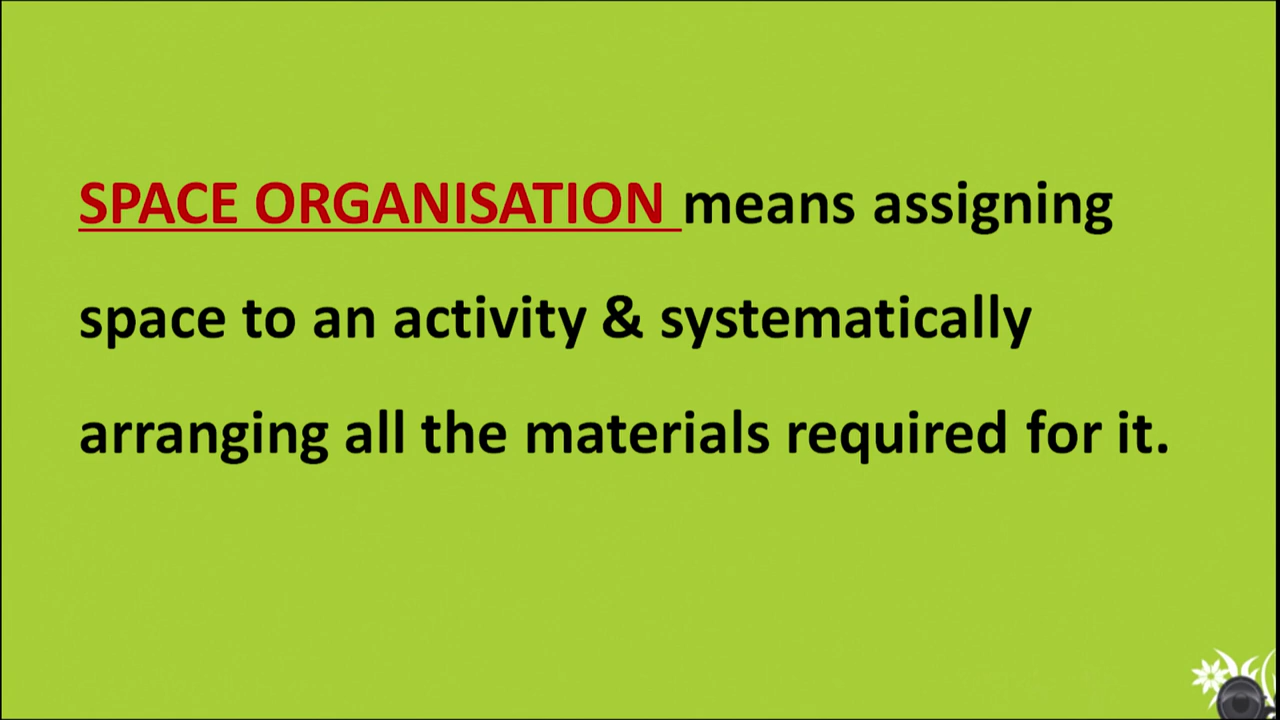 SPACE ORGANISATION means assigning
space to an activity & systematically
arranging all the materials required for it.